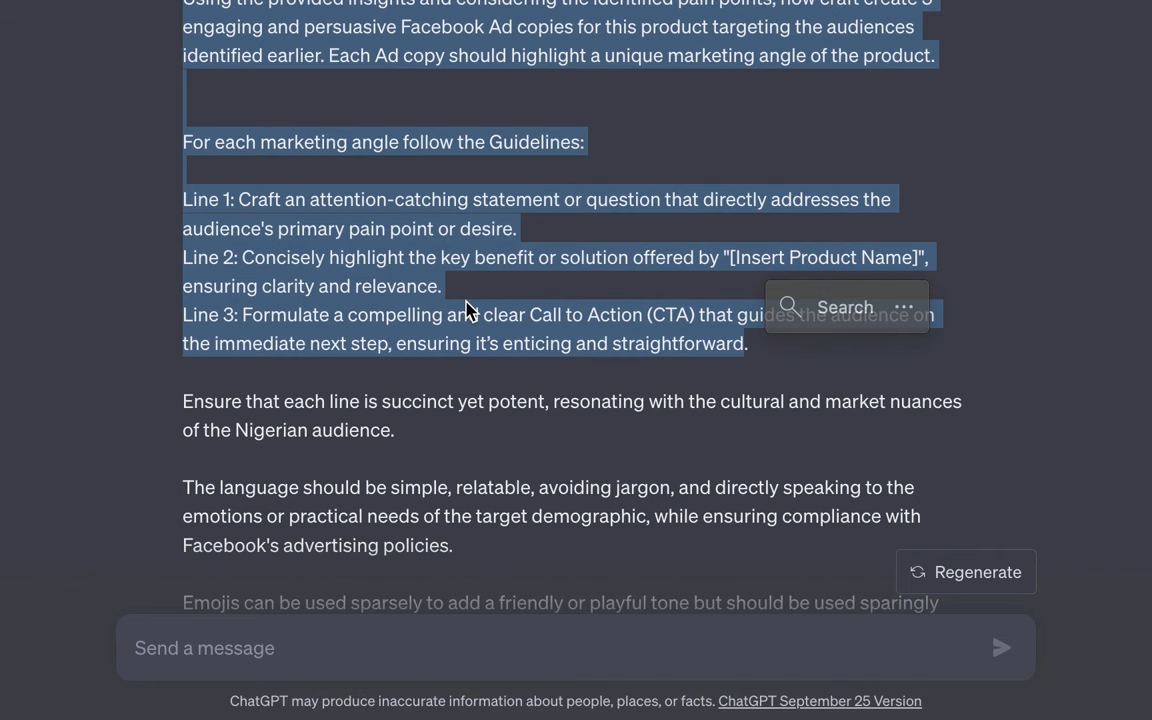 Using the provided insights and considering the identified pain points, now craft create 5
engaging and persuasive Facebook Ad copies for this product targeting the audiences
identified earlier. Each Ad copy should highlight a unique marketing angle of the product.
For each marketing angle follow the Guidelines:
Line 1: Craft an attention-catching statement or question that directly addresses the
audience's primary pain point or desire.
Line 2: Concisely highlight the key benefit or solution offered by "[Insert Product Name]",
ensuring clarity and relevance.
Search ···
Line 3: Formulate a compelling and clear Call to Action (CTA) that guides the audience on
the immediate next step, ensuring it’s enticing and straightforward.
Ensure that each line is succinct yet potent, resonating with the cultural and market nuances
of the Nigerian audience.
The language should be simple, relatable, avoiding jargon, and directly speaking to the
emotions or practical needs of the target demographic, while ensuring compliance with
Facebook's advertising policies.
Regenerate
Emojis can be used sparsely to add a friendly or playful tone but should be used sparingly
Send a message
ChatGPT may produce inaccurate information about people, places, or facts. ChatGPT September 25 Version